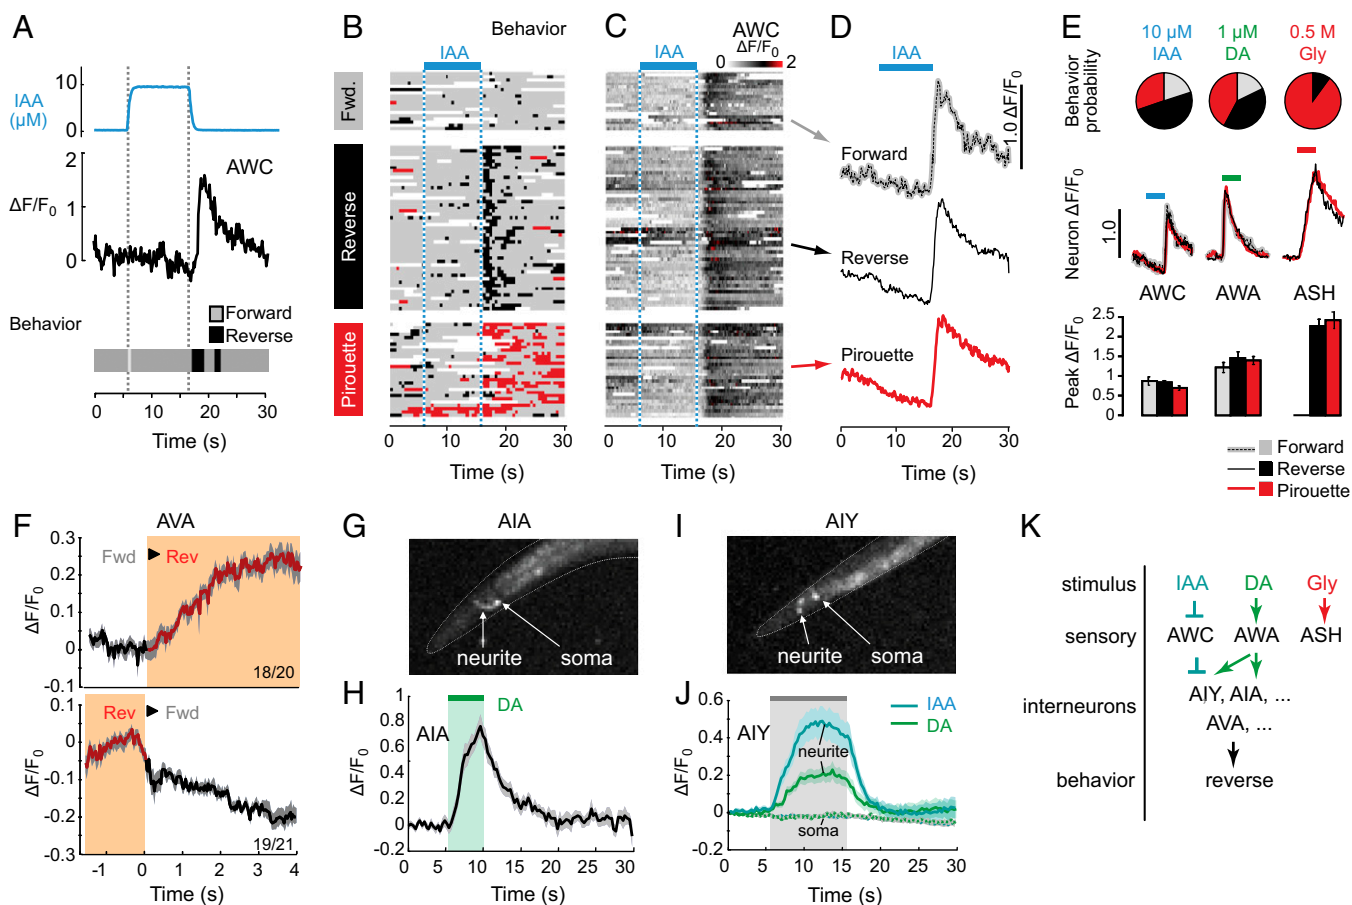 A
IAA
(μM)
10
0
2
1
0
ΔF/F0
AWC
Behavior
Forward
Reverse
0 10 20 30
Time (s)
B
Behavior
IAA
Fwd.
Reverse
Pirouette
0 10 20 30
Time (s)
C
AWC
ΔF/F0
0 2
IAA
0 10 20 30
Time (s)
D
IAA
1.0 ΔF/F0
Forward
Reverse
Pirouette
0 10 20 30
Time (s)
E
10 μM
IAA
1 μM
DA
0.5 M
Gly
Behavior
probability
Neuron ΔF/F0
1.0
AWC AWA ASH
Peak ΔF/F0
2.5
2
1.5
1
0.5
0
Forward
Reverse
Pirouette
F
AVA
0.3
0.2
0.1
0
-0.1
ΔF/F0
Fwd Rev
18/20
0.1
0
-0.1
-0.2
-0.3
ΔF/F0
Rev Fwd
19/21
-1 0 1 2 3 4
Time (s)
G
AIA
neurite soma
H
1
0.8
0.6
0.4
0.2
0
-0.2
ΔF/F0
AIA
DA
0 5 10 15 20 25 30
Time (s)
I
AIY
neurite soma
J
0.6
0.4
0.2
0
-0.2
ΔF/F0
AIY
IAA
DA
neurite
soma
0 5 10 15 20 25 30
Time (s)
K
stimulus IAA DA Gly
sensory AWC AWA ASH
interneurons AIY, AIA, ...
AVA, ...
behavior reverse